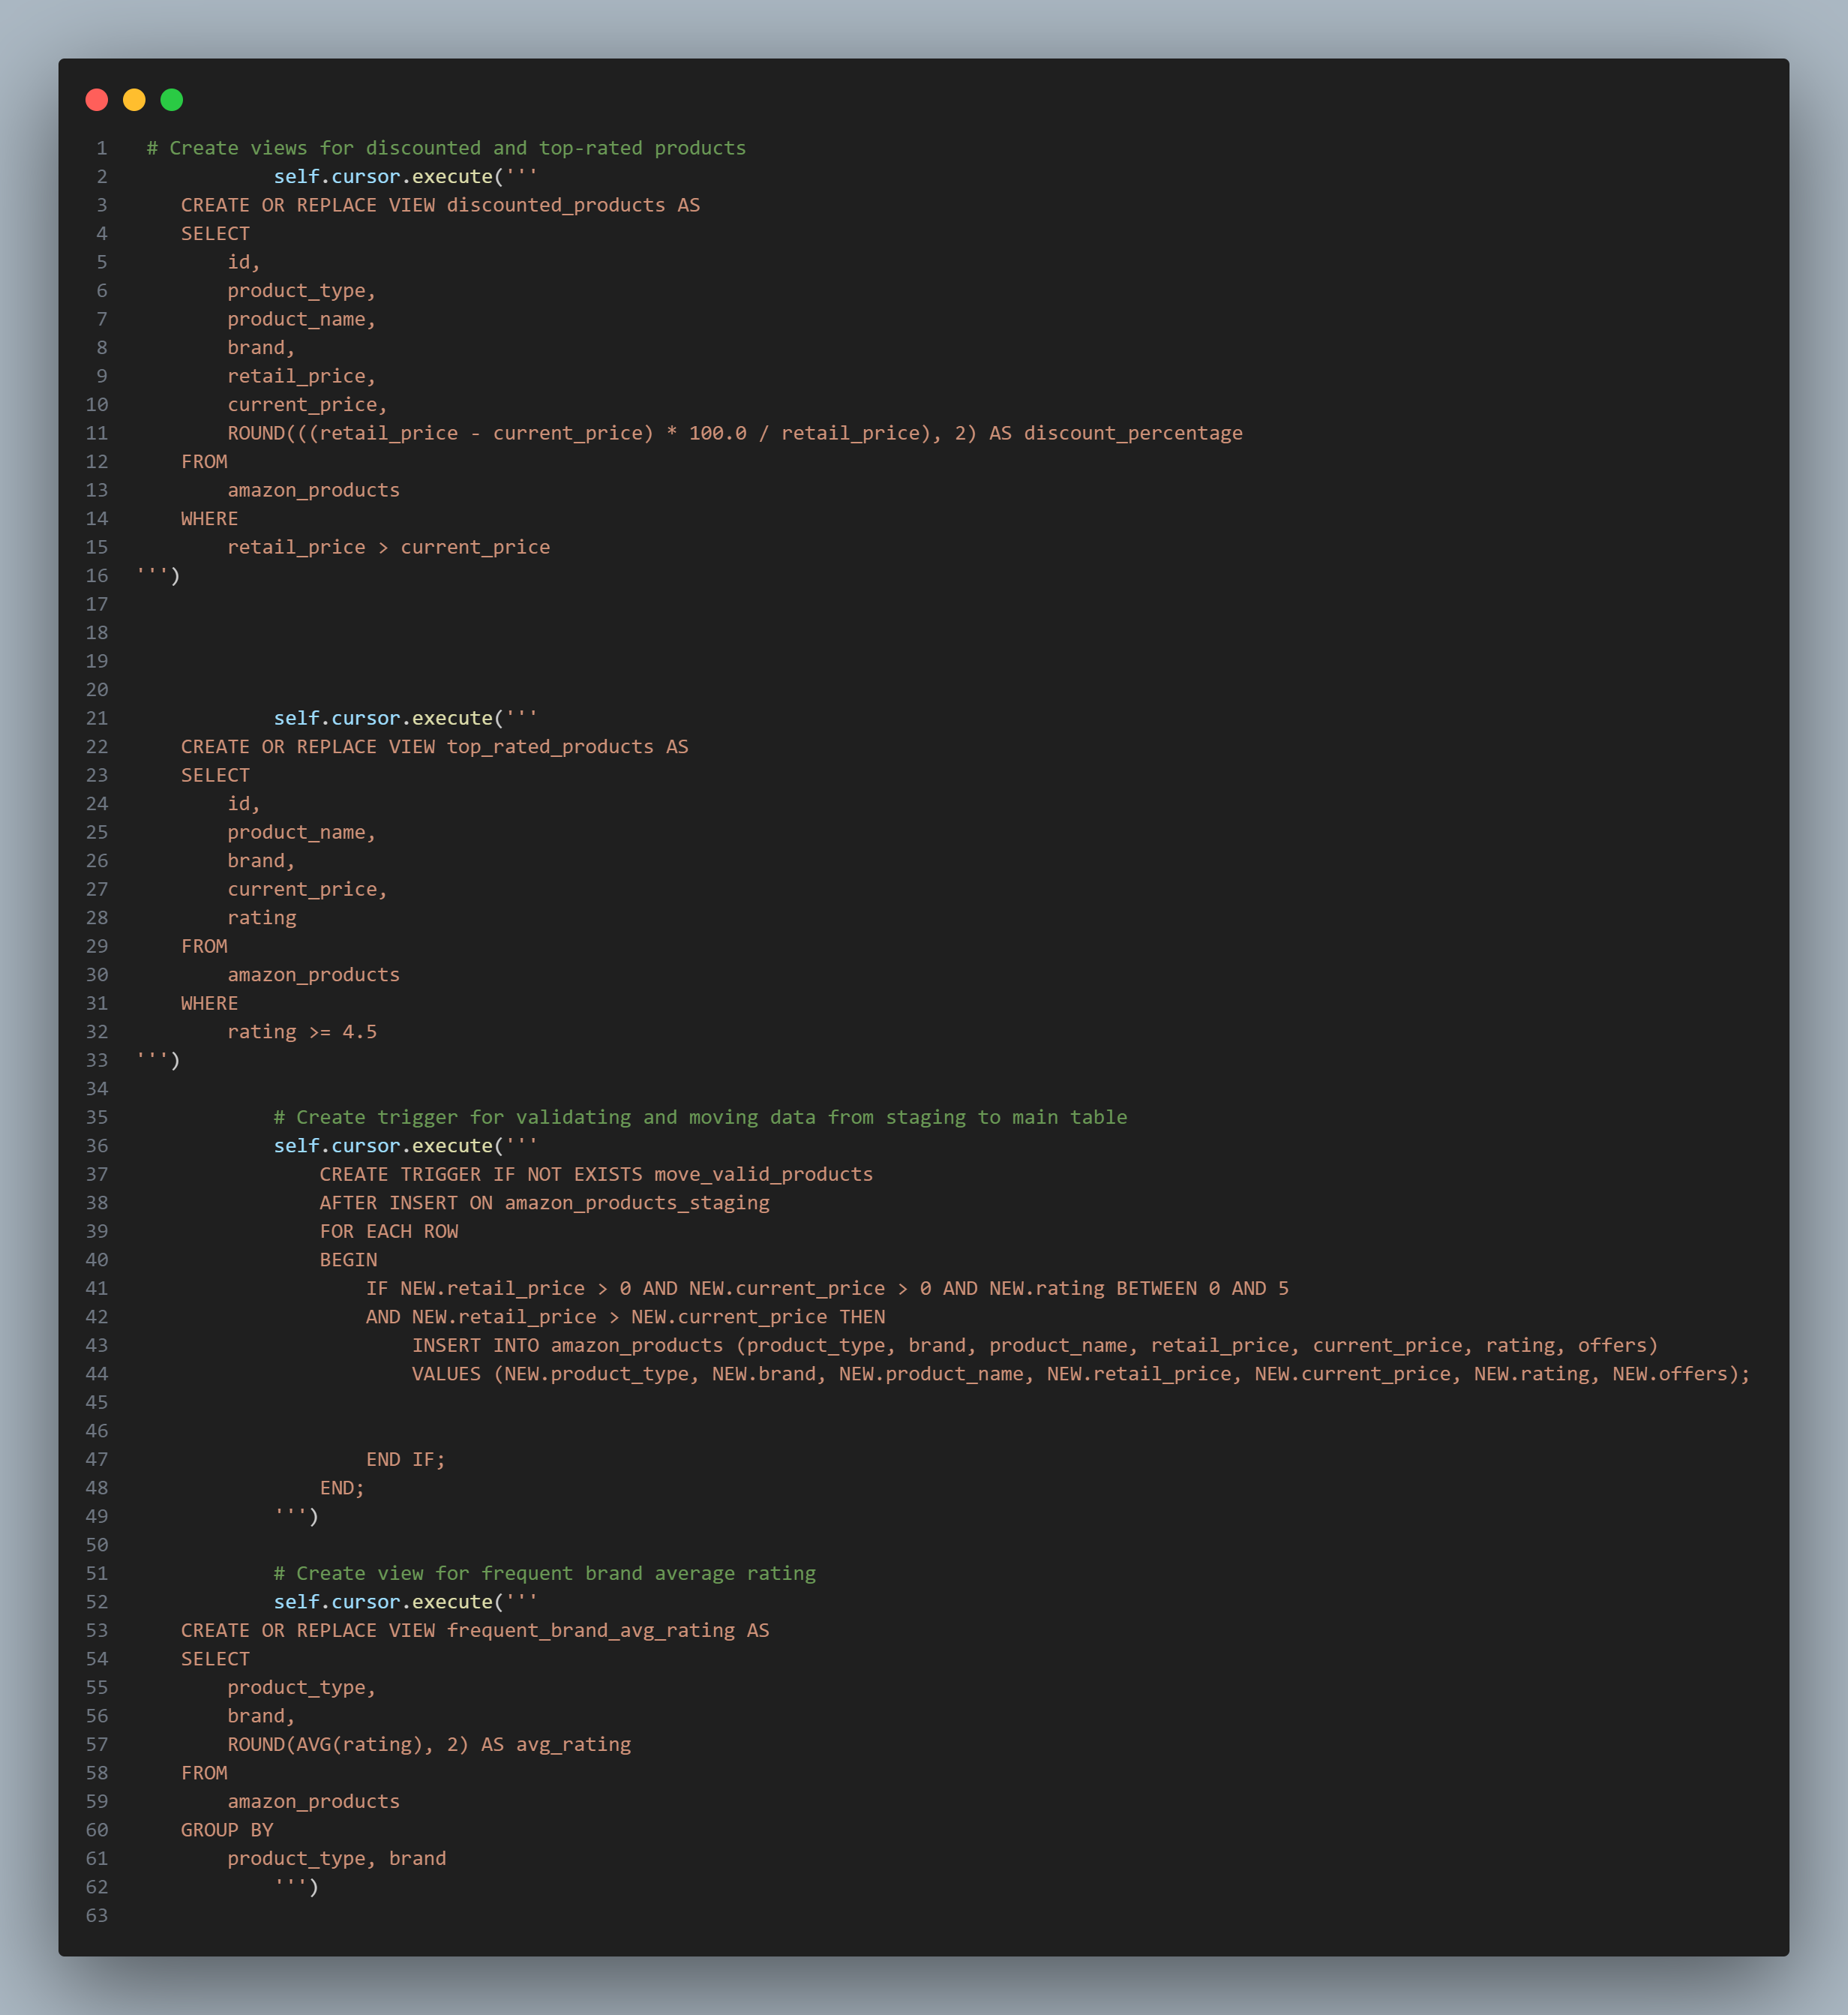 1 # Create views for discounted and top-rated products
2 self.cursor.execute('''
3 CREATE OR REPLACE VIEW discounted_products AS
4 SELECT
5 id,
6 product_type,
7 product_name,
8 brand,
9 retail_price,
10 current_price,
11 ROUND(((retail_price - current_price) * 100.0 / retail_price), 2) AS discount_percentage
12 FROM
13 amazon_products
14 WHERE
15 retail_price > current_price
16 ''')
17
18
19
20
21 self.cursor.execute('''
22 CREATE OR REPLACE VIEW top_rated_products AS
23 SELECT
24 id,
25 product_name,
26 brand,
27 current_price,
28 rating
29 FROM
30 amazon_products
31 WHERE
32 rating >= 4.5
33 ''')
34
35 # Create trigger for validating and moving data from staging to main table
36 self.cursor.execute('''
37 CREATE TRIGGER IF NOT EXISTS move_valid_products
38 AFTER INSERT ON amazon_products_staging
39 FOR EACH ROW
40 BEGIN
41 IF NEW.retail_price > 0 AND NEW.current_price > 0 AND NEW.rating BETWEEN 0 AND 5
42 AND NEW.retail_price > NEW.current_price THEN
43 INSERT INTO amazon_products (product_type, brand, product_name, retail_price, current_price, rating, offers)
44 VALUES (NEW.product_type, NEW.brand, NEW.product_name, NEW.retail_price, NEW.current_price, NEW.rating, NEW.offers);
45
46
47 END IF;
48 END;
49 ''')
50
51 # Create view for frequent brand average rating
52 self.cursor.execute('''
53 CREATE OR REPLACE VIEW frequent_brand_avg_rating AS
54 SELECT
55 product_type,
56 brand,
57 ROUND(AVG(rating), 2) AS avg_rating
58 FROM
59 amazon_products
60 GROUP BY
61 product_type, brand
62 ''')
63